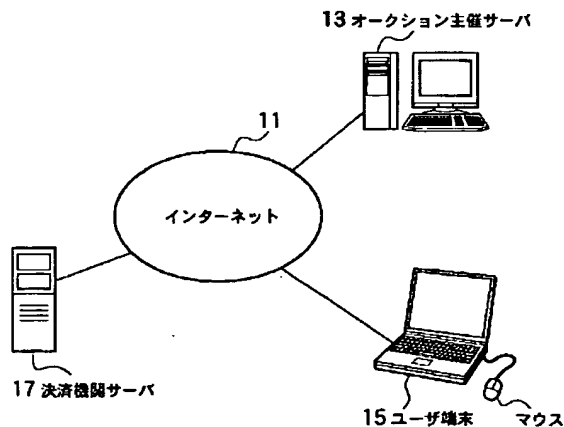 13 オークション主催サーバ
11
インターネット
17 決済機関サーバ
15 ユーザ端末
マウス